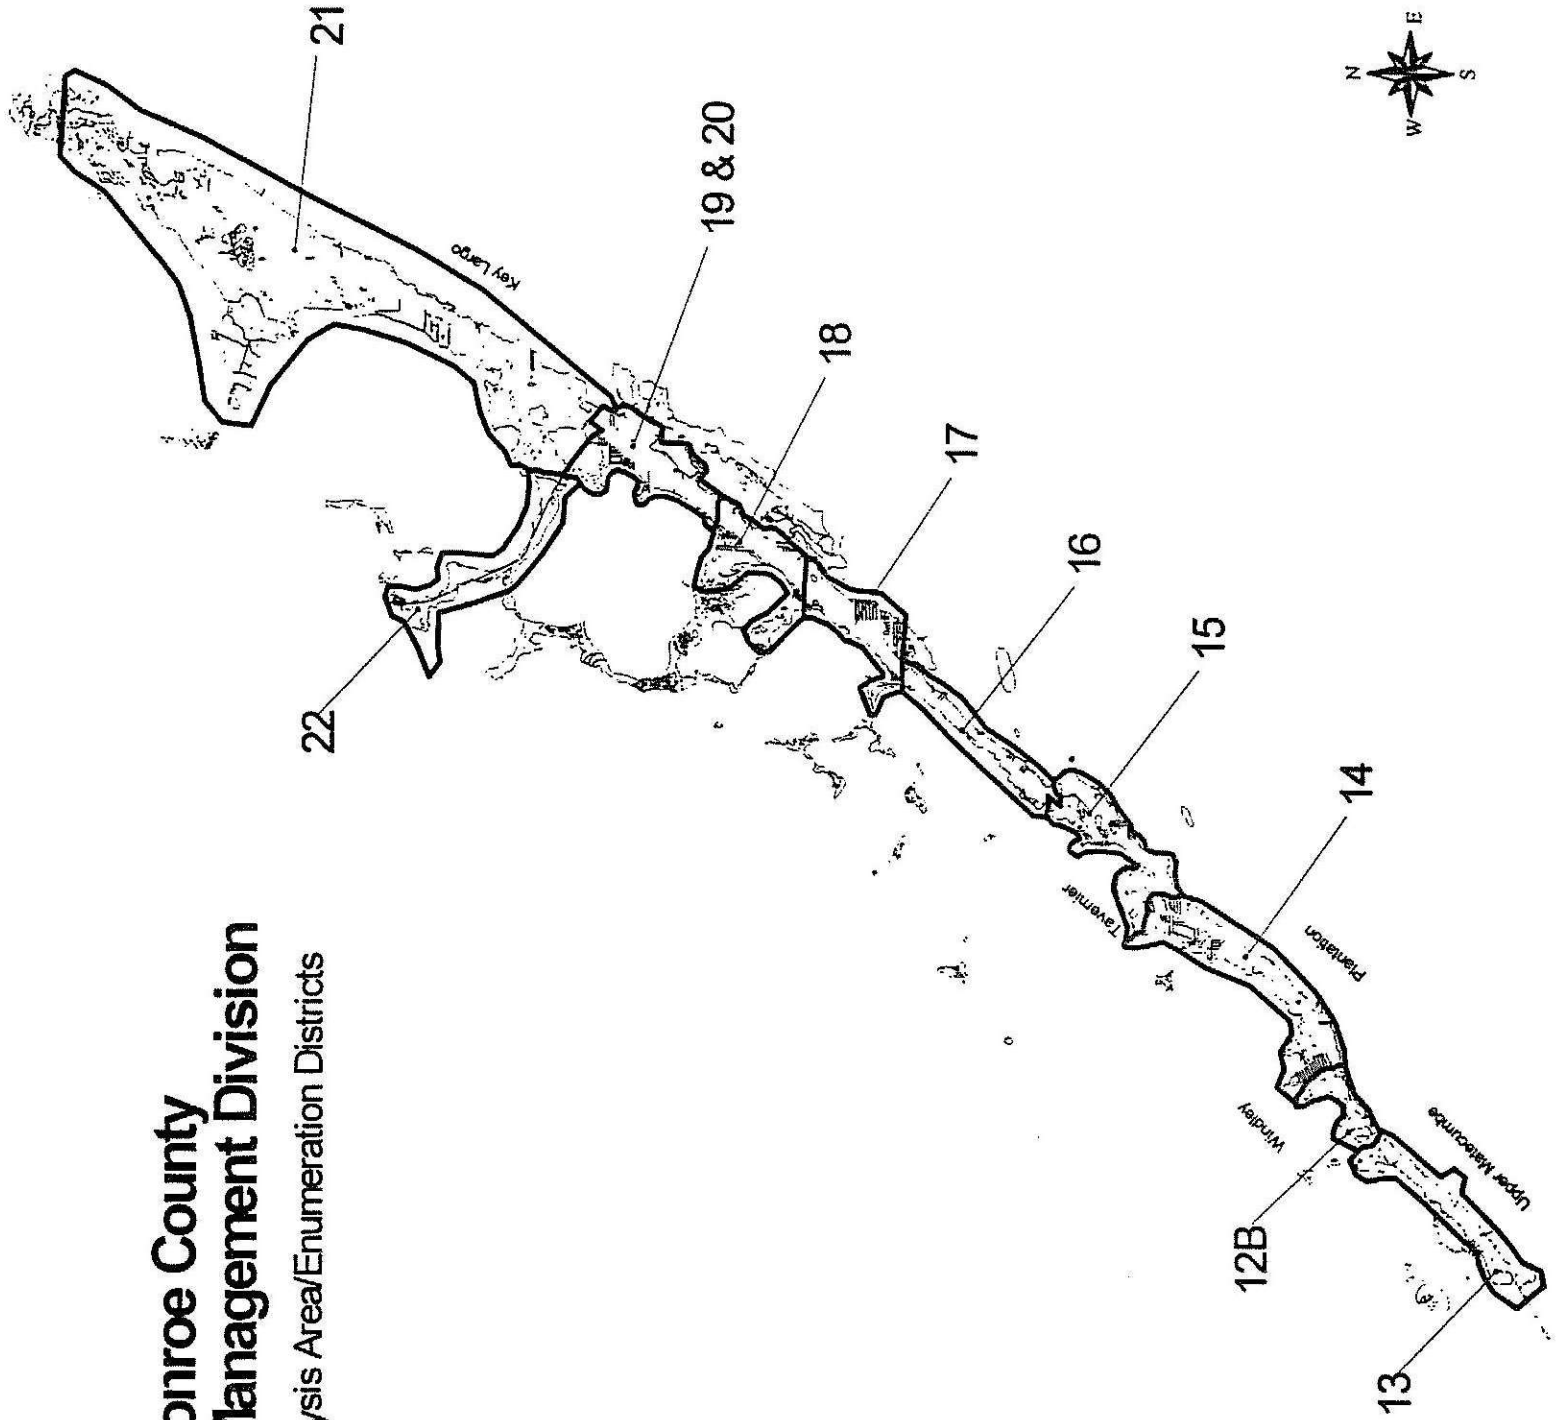 onroe County
anagement Division
ysis Area/Enumeration Districts
21
19 & 20
18
17
16
15
14
22
12B
13
Key Largo
Tavernier
Plantation
Windley
Upper Matecumbe
N
W E
S